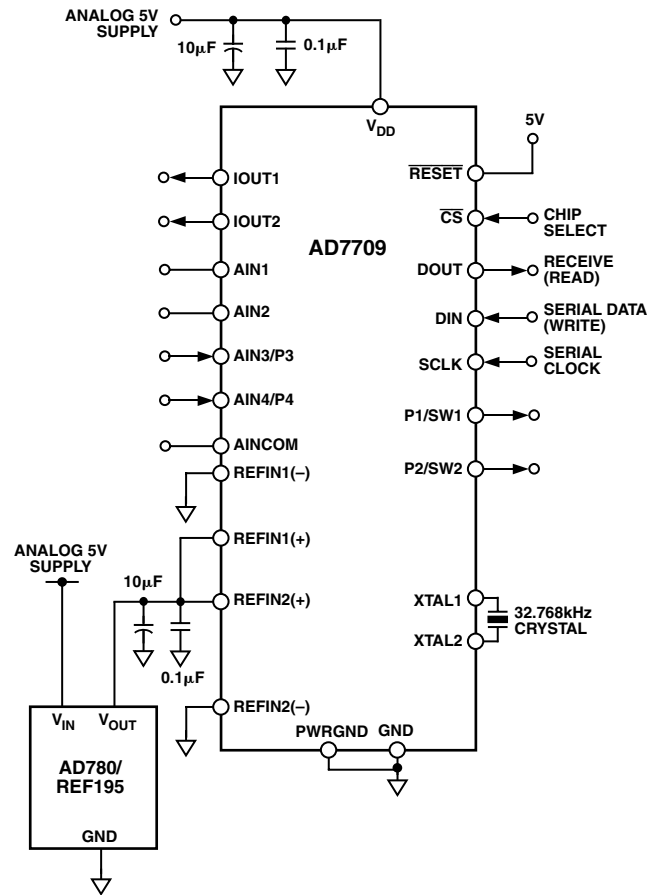 ANALOG 5V
SUPPLY
10µF
0.1µF
V_DD
5V
RESET
IOUT1
IOUT2
CS
CHIP
SELECT
AD7709
AIN1
DOUT
RECEIVE
(READ)
AIN2
DIN
SERIAL DATA
(WRITE)
AIN3/P3
SCLK
SERIAL
CLOCK
AIN4/P4
P1/SW1
AINCOM
P2/SW2
REFIN1(–)
REFIN1(+)
ANALOG 5V
SUPPLY
10µF
REFIN2(+)
XTAL1
32.768kHz
CRYSTAL
XTAL2
0.1µF
REFIN2(–)
V_IN
V_OUT
PWRGND
GND
AD780/
REF195
GND